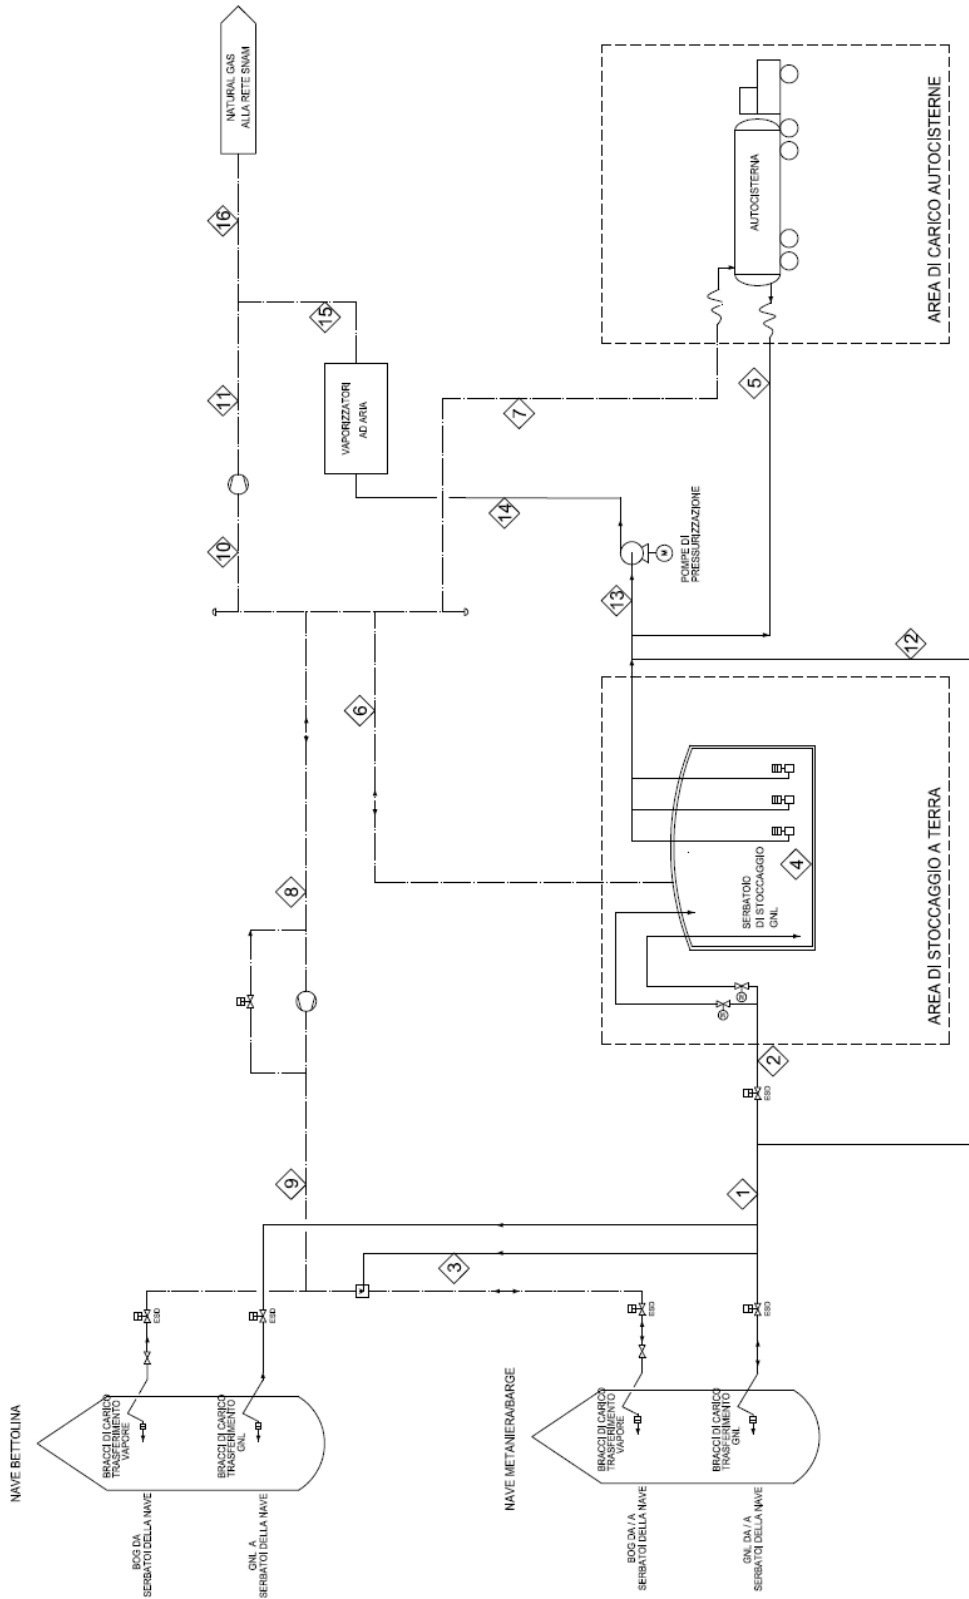 NAVE BETTOLINA
BOG DA
SERBATOI DELLA NAVE
BRACCI DI CARICO
TRASFERIMENTO
VAPORE
ESD
GNL A
SERBATOI DELLA NAVE
BRACCI DI CARICO
TRASFERIMENTO
GNL
ESD
NAVE METANIERA/BARGE
BOG DA / A
SERBATOI DELLA NAVE
BRACCI DI CARICO
TRASFERIMENTO
VAPORE
ESD
GNL DA / A
SERBATOI DELLA NAVE
BRACCI DI CARICO
TRASFERIMENTO
GNL
ESD
3
9
8
6
10
11
16
NATURAL GAS
ALLA RETE SNAM
15
VAPORIZZATORI
AD ARIA
14
7
13
M
POMPE DI
PRESSURIZZAZIONE
1
ESD
2
SERBATOIO
DI STOCCAGGIO
GNL
4
AREA DI STOCCAGGIO A TERRA
12
5
AUTOCISTERNA
AREA DI CARICO AUTOCISTERNE